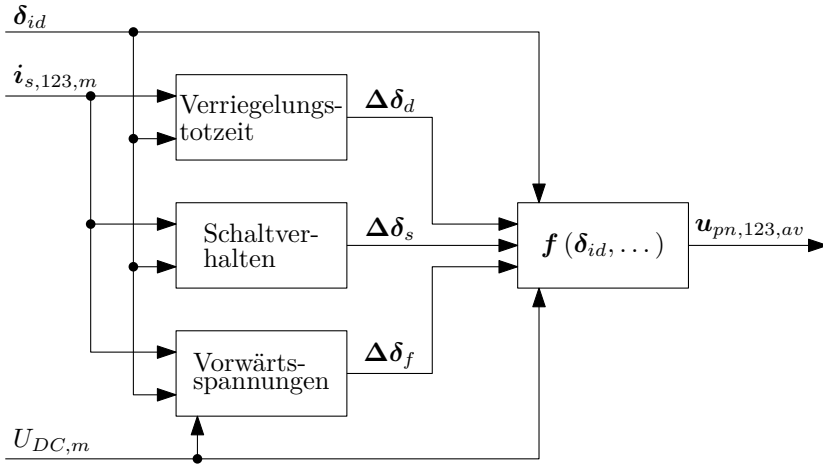 δ_id
i_s,123,m
Verriegelungs-
totzeit
Δδ_d
Schaltver-
halten
Δδ_s
f (δ_id, . . . )
u_pn,123,av
Vorwärts-
spannungen
Δδ_f
U_DC,m